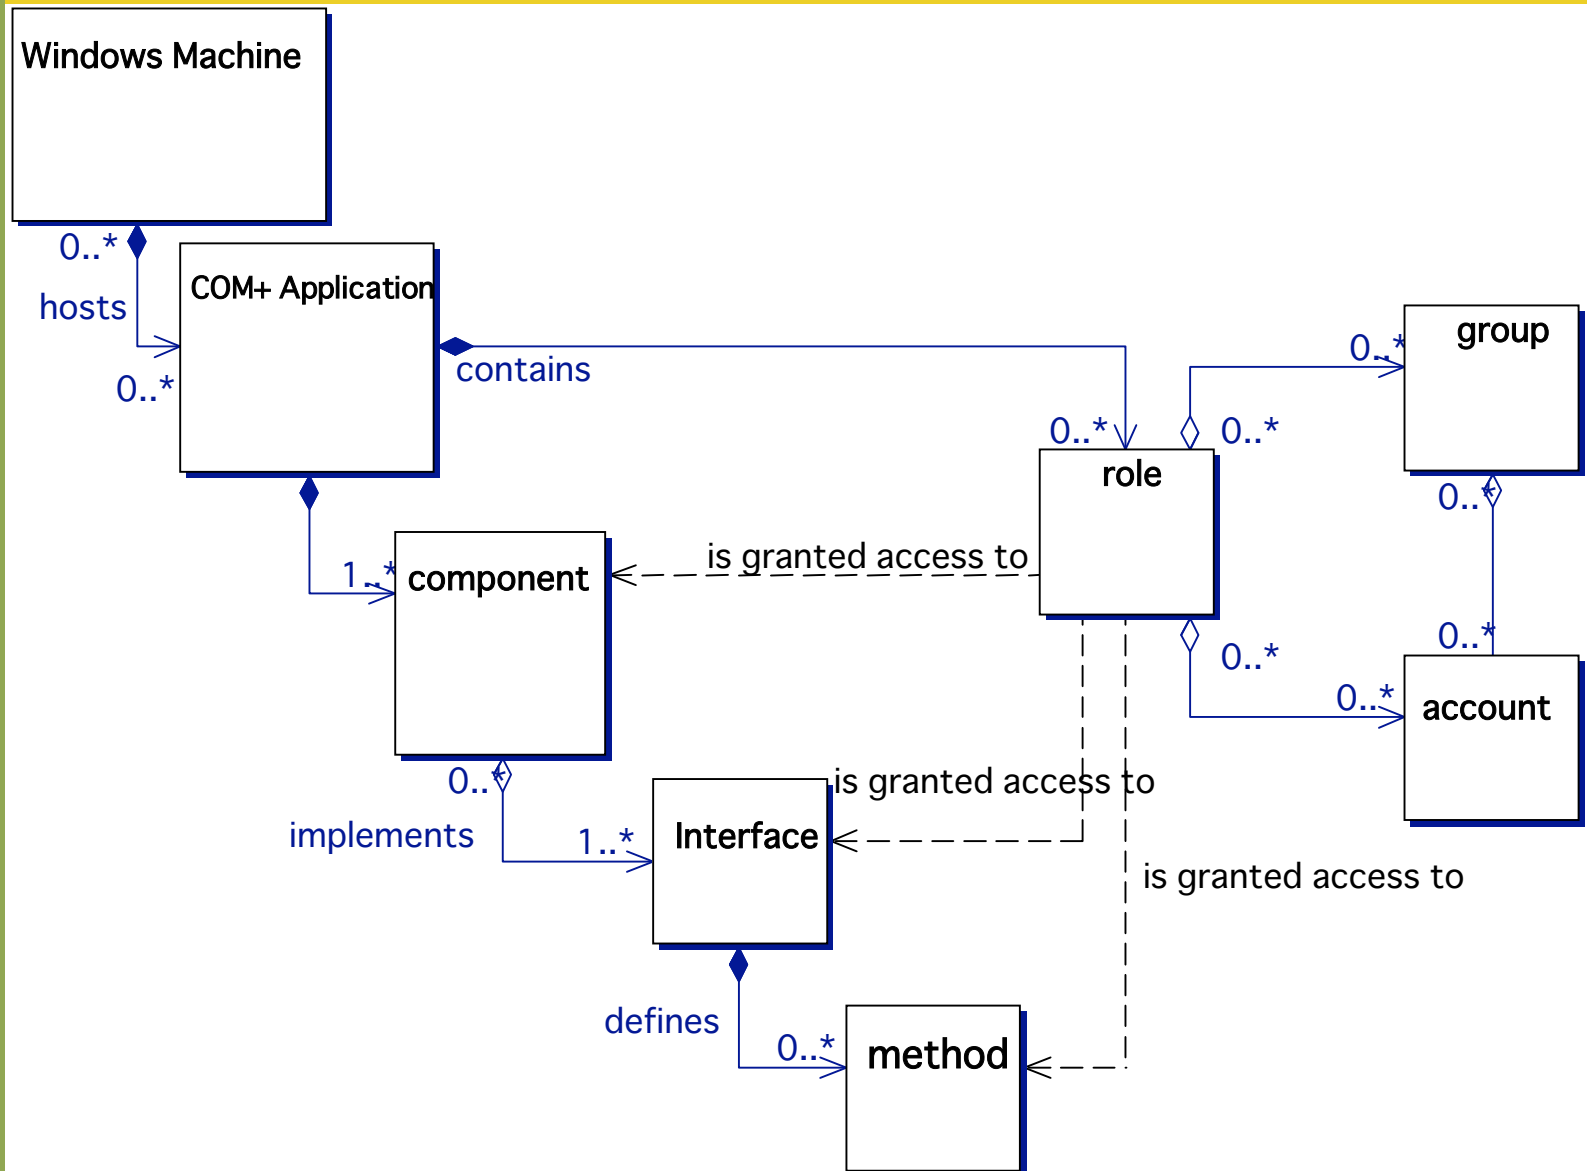 Windows Machine
0..*
hosts
0..*
COM+ Application
contains
1..*
component
0..*
role
0..*
0..*
group
0..*
0..*
account
0..*
0..*
is granted access to
0..*
implements
1..*
Interface
is granted access to
is granted access to
defines
0..*
method